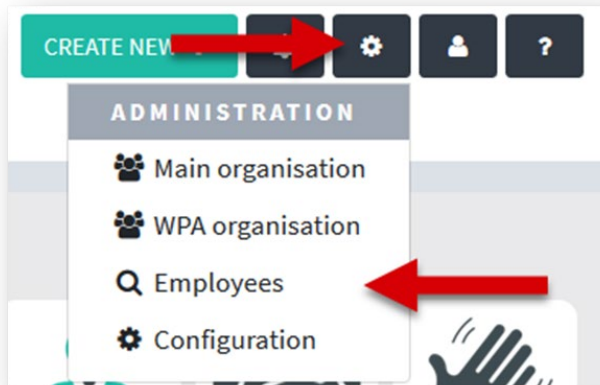 CREATE NEW
?
ADMINISTRATION
Main organisation
WPA organisation
Employees
Configuration